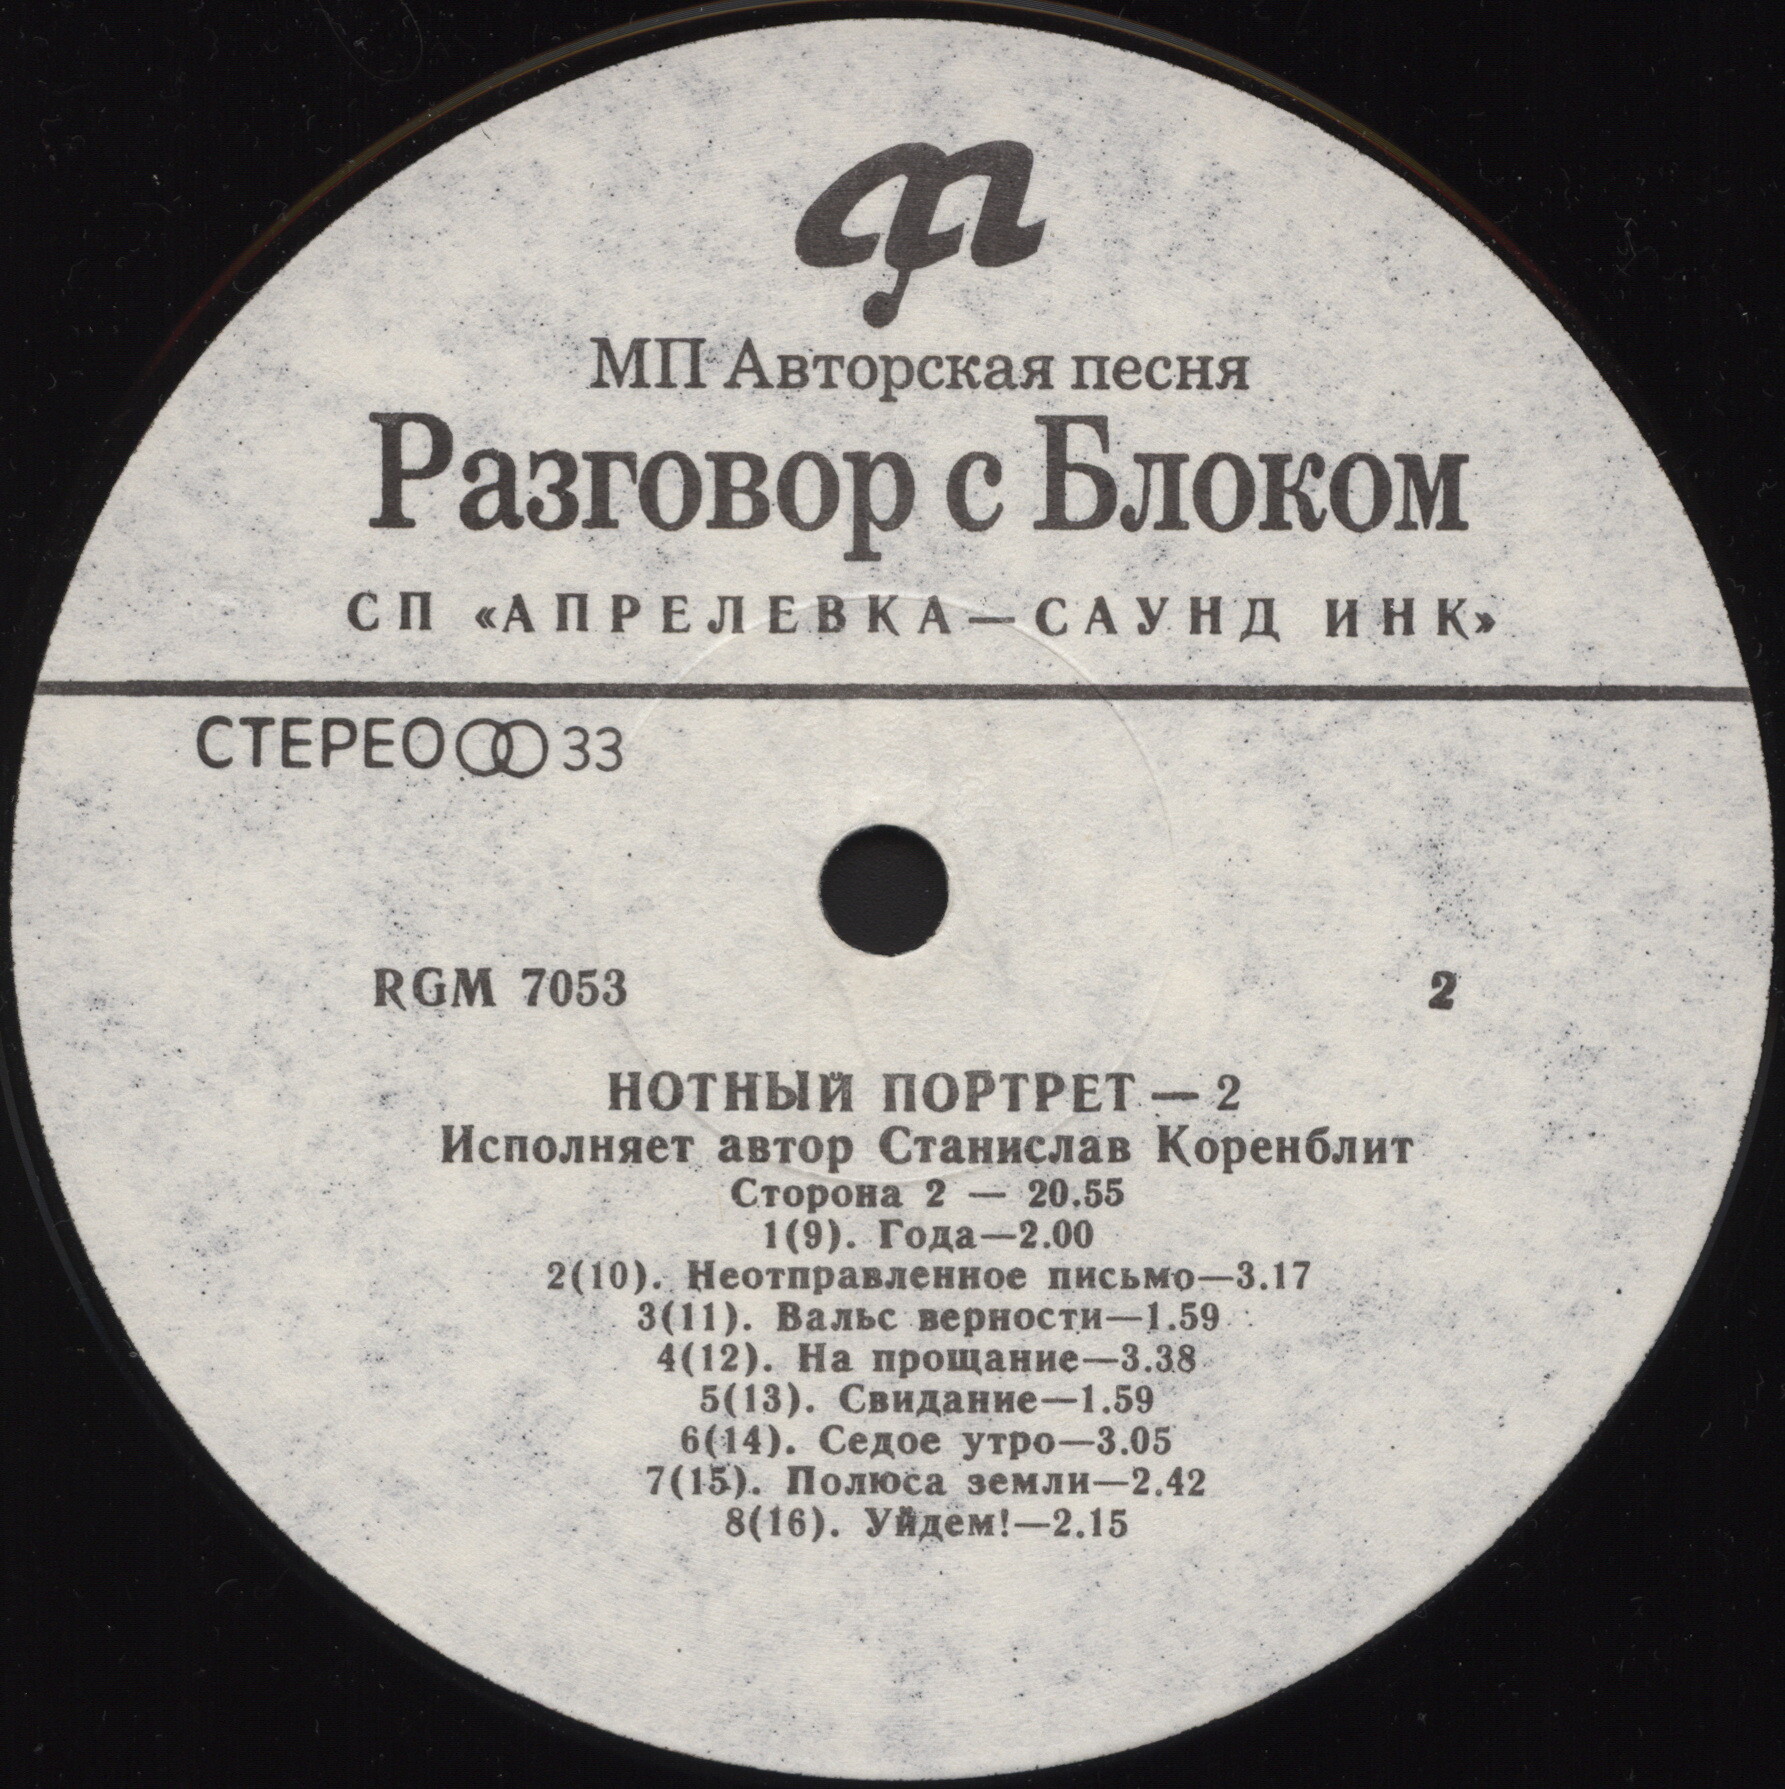 ап
МП Авторская песня
Разговор с Блоком
СП «АПРЕЛЕВКА—САУНД ИНК»
СТЕРЕО 33
RGM 7053
2
НОТНЫЙ ПОРТРЕТ — 2
Исполняет автор Станислав Коренблит
Сторона 2 — 20.55
1(9). Года—2.00
2(10). Неотправленное письмо—3.17
3(11). Вальс верности—1.59
4(12). На прощание—3.38
5(13). Свидание—1.59
6(14). Седое утро—3.05
7(15). Полюса земли—2.42
8(16). Уйдем!—2.15